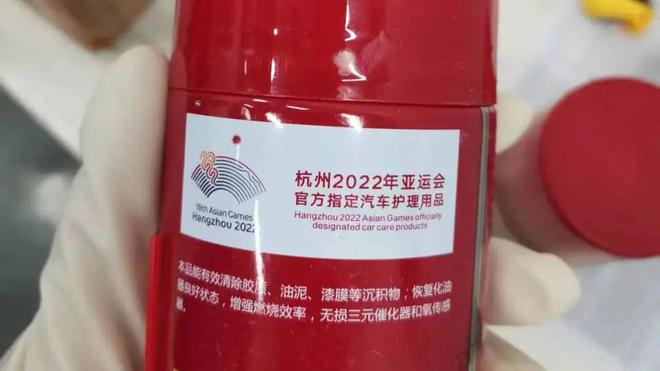 19th Asian Games
Hangzhou 2022
杭州2022年亚运会
官方指定汽车护理用品
Hangzhou 2022 Asian Games officially
designated car care products
本品能有效清除胶质、油泥、漆膜等沉积物；恢复化油
器良好状态，增强燃烧效率，无损三元催化器和氧传感
器。